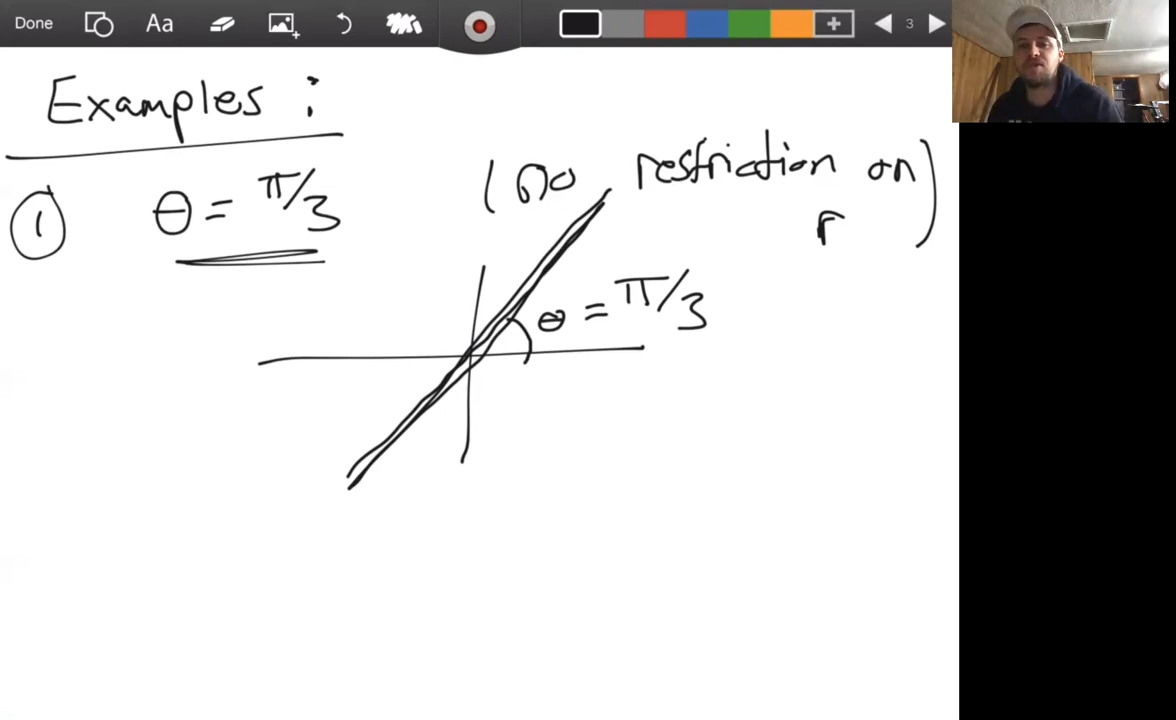 Done Aa 3
Examples :
(no restriction on r)
① θ = π/3
θ = π/3